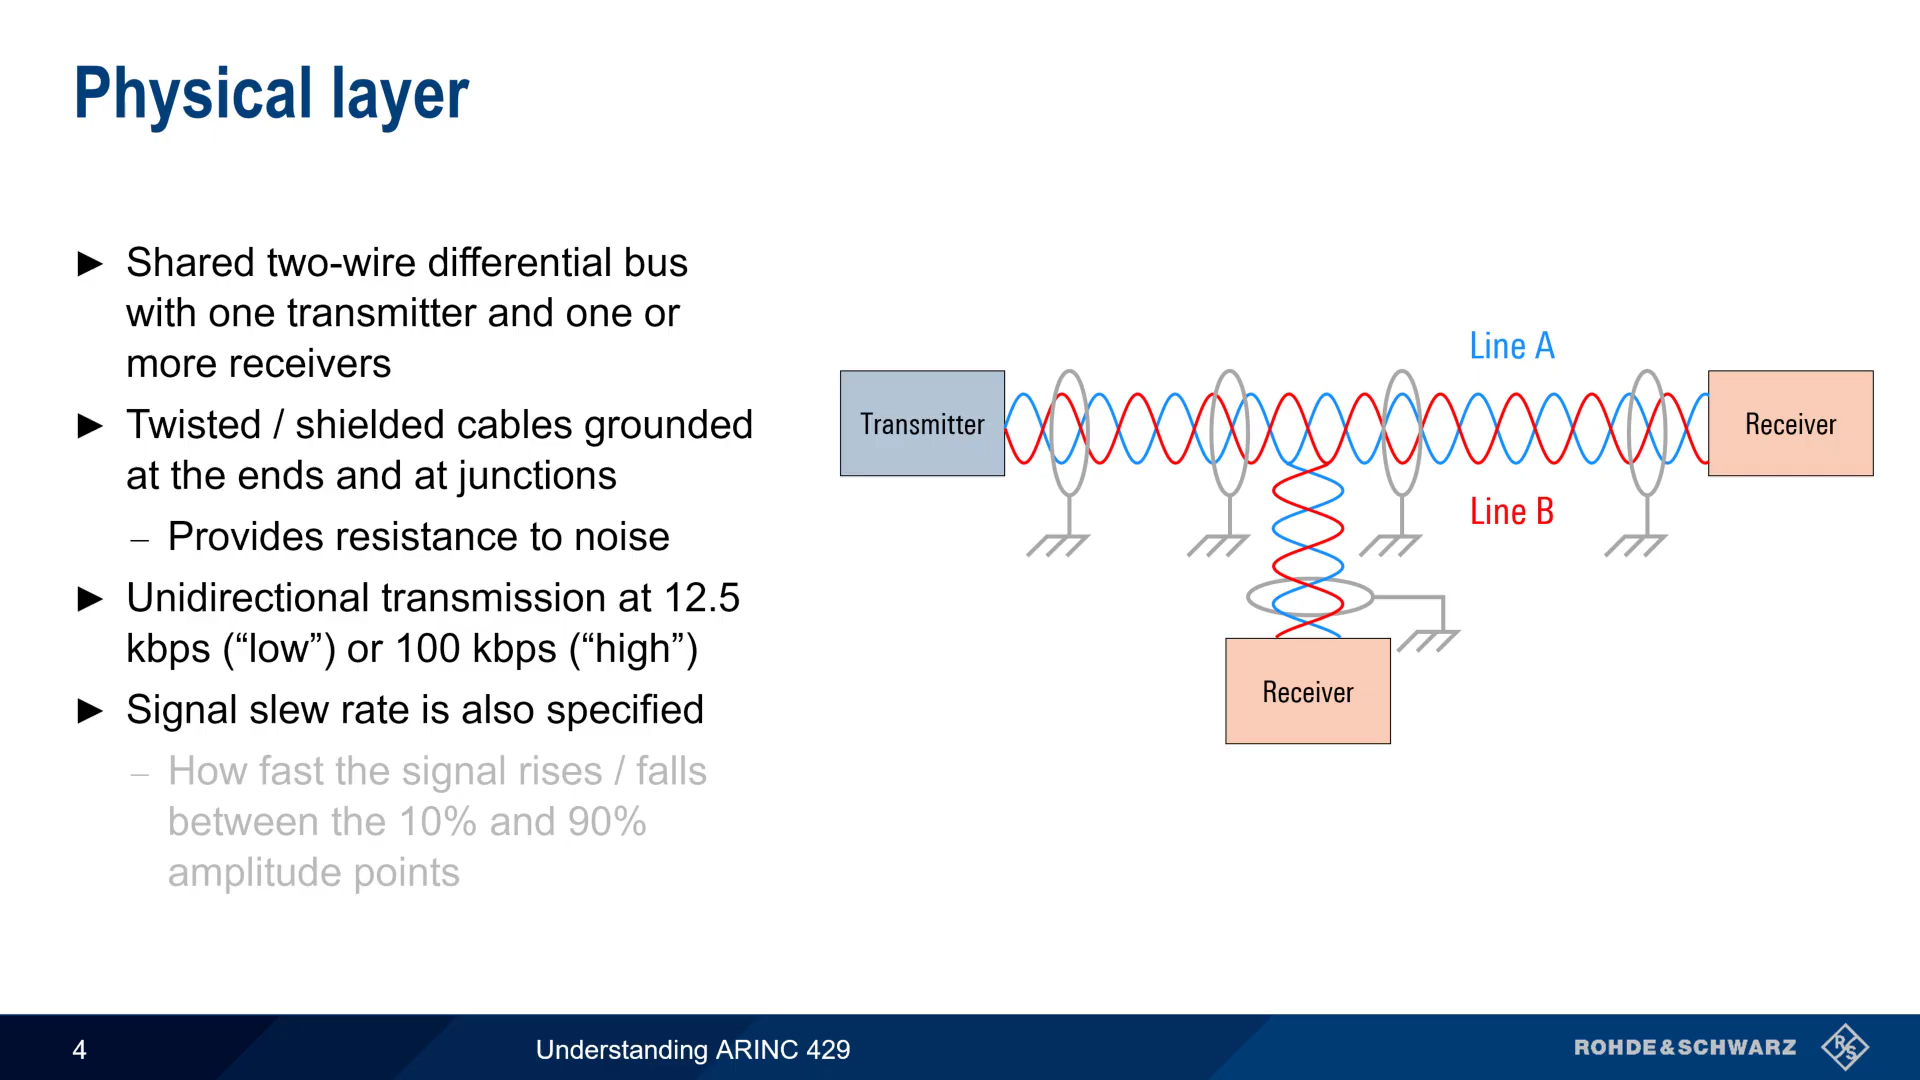 Physical layer
► Shared two-wire differential bus
with one transmitter and one or
more receivers
► Twisted / shielded cables grounded
at the ends and at junctions
– Provides resistance to noise
► Unidirectional transmission at 12.5
kbps (“low”) or 100 kbps (“high”)
► Signal slew rate is also specified
– How fast the signal rises / falls
between the 10% and 90%
amplitude points
Line A
Transmitter
Receiver
Line B
Receiver
4
Understanding ARINC 429
ROHDE & SCHWARZ
R&S